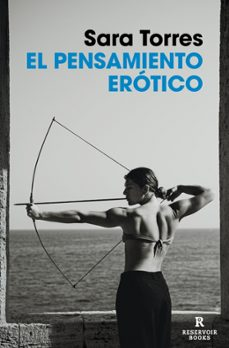 Sara Torres
EL PENSAMIENTO
ERÓTICO
R
RESERVOIR
BOOKS